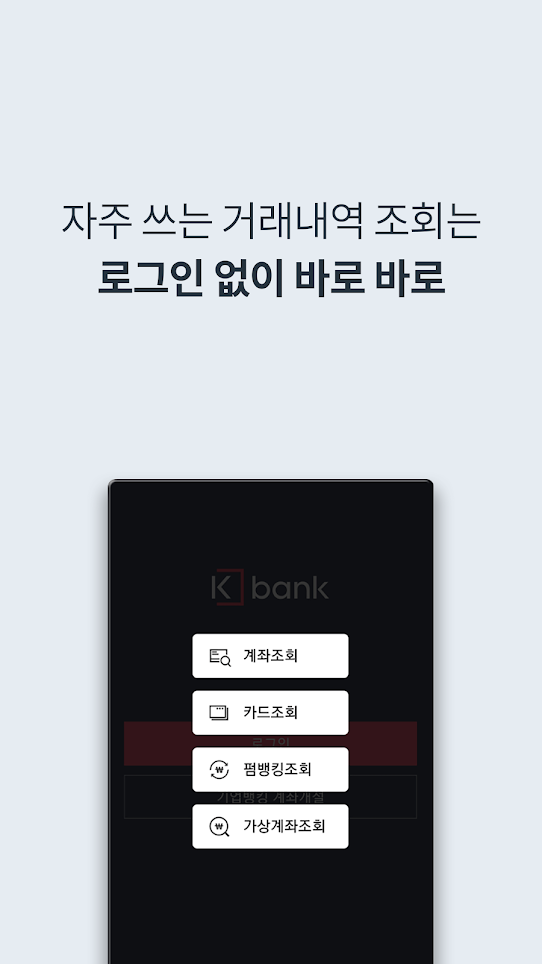 자주 쓰는 거래내역 조회는
로그인 없이 바로 바로
K bank
계좌조회
카드조회
로그인
펌뱅킹조회
기업뱅킹 계좌개설
가상계좌조회